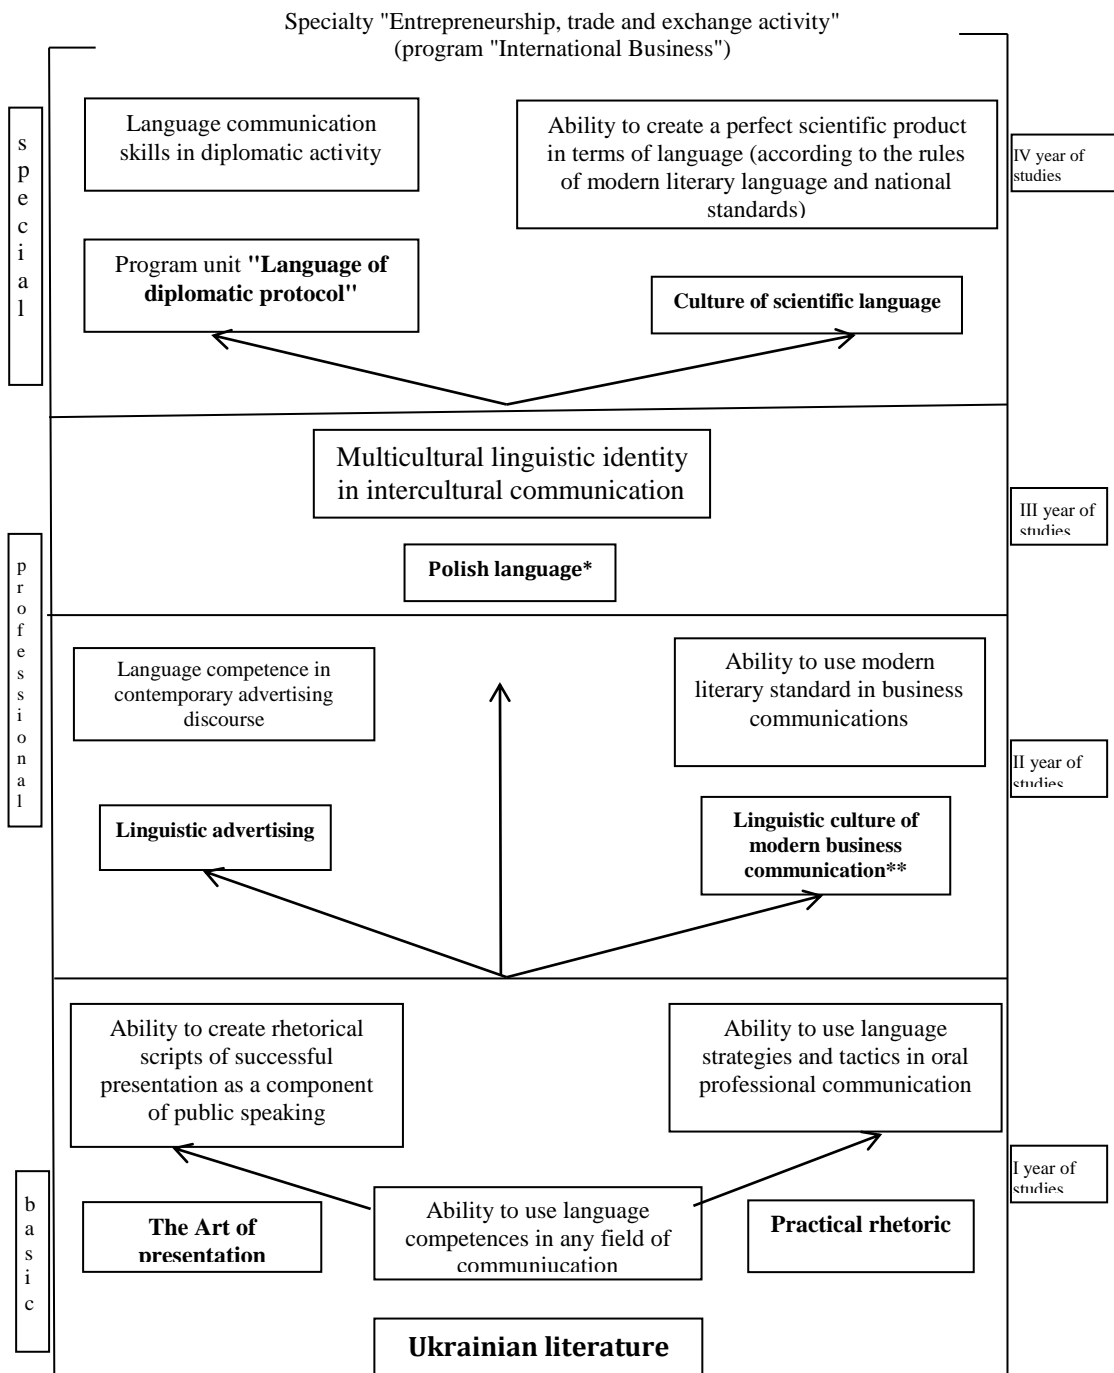 Specialty "Entrepreneurship, trade and exchange activity"
(program "International Business")
special
Language communication
skills in diplomatic activity
Ability to create a perfect scientific product
in terms of language (according to the rules
of modern literary language and national
standards)
IV year of
studies
Program unit "Language of
diplomatic protocol"
Culture of scientific language
Multicultural linguistic identity
in intercultural communication
III year of
studies
Polish language*
professional
Language competence in
contemporary advertising
discourse
Ability to use modern
literary standard in business
communications
II year of
studies
Linguistic advertising
Linguistic culture of
modern business
communication**
Ability to create rhetorical
scripts of successful
presentation as a component
of public speaking
Ability to use language
strategies and tactics in oral
professional communication
I year of
studies
basic
The Art of
presentation
Ability to use language
competences in any field of
communiucation
Practical rhetoric
Ukrainian literature